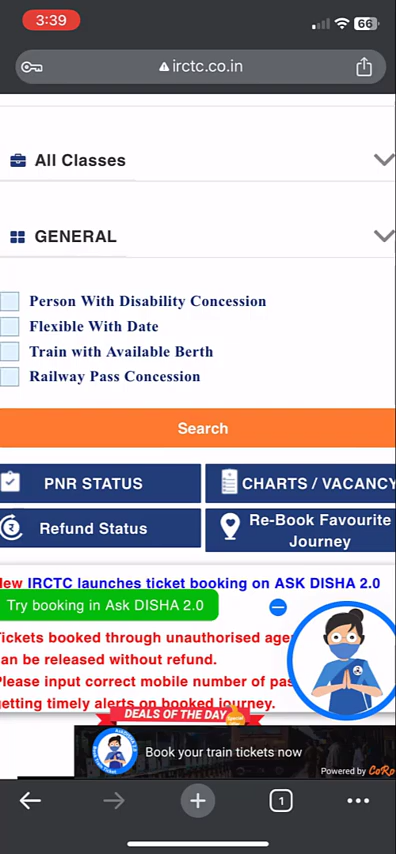 3:39
66
irctc.co.in
All Classes
GENERAL
Person With Disability Concession
Flexible With Date
Train with Available Berth
Railway Pass Concession
Search
PNR STATUS
CHARTS / VACANCY
Refund Status
Re-Book Favourite
Journey
New IRCTC launches ticket booking on ASK DISHA 2.0
Try booking in Ask DISHA 2.0
Tickets booked through unauthorised age
can be released without refund.
Please input correct mobile number of pas
getting timely alerts on booked journey.
DEALS OF THE DAY
Book your train tickets now
Powered by CoRo
1